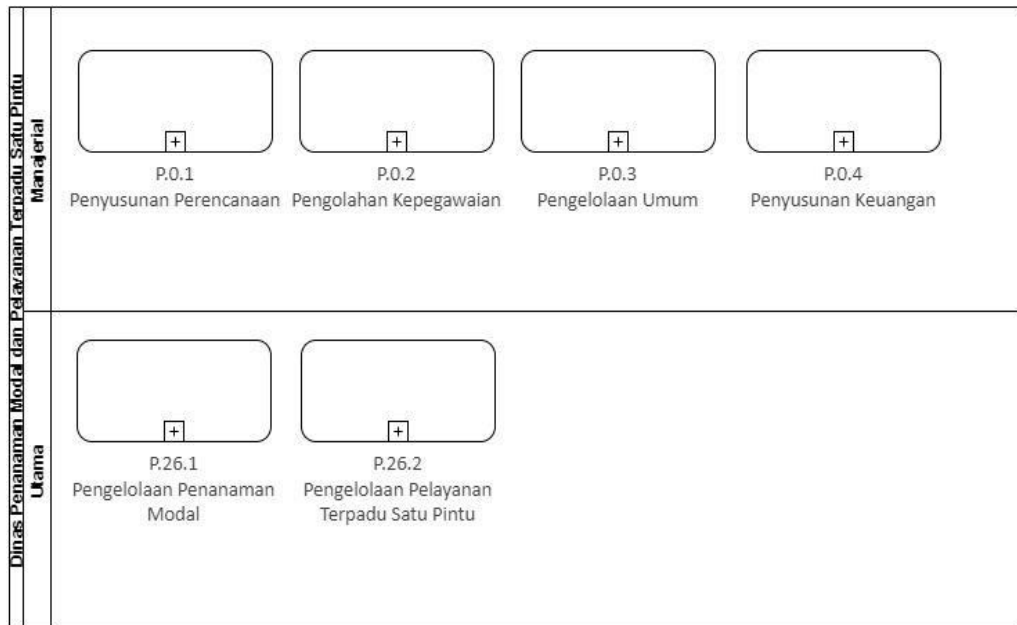 Dinas Penanaman Modal dan Pelayanan Terpadu Satu Pintu
Manajerial
P.0.1
Penyusunan Perencanaan
P.0.2
Pengolahan Kepegawaian
P.0.3
Pengelolaan Umum
P.0.4
Penyusunan Keuangan
Utama
P.26.1
Pengelolaan Penanaman
Modal
P.26.2
Pengelolaan Pelayanan
Terpadu Satu Pintu